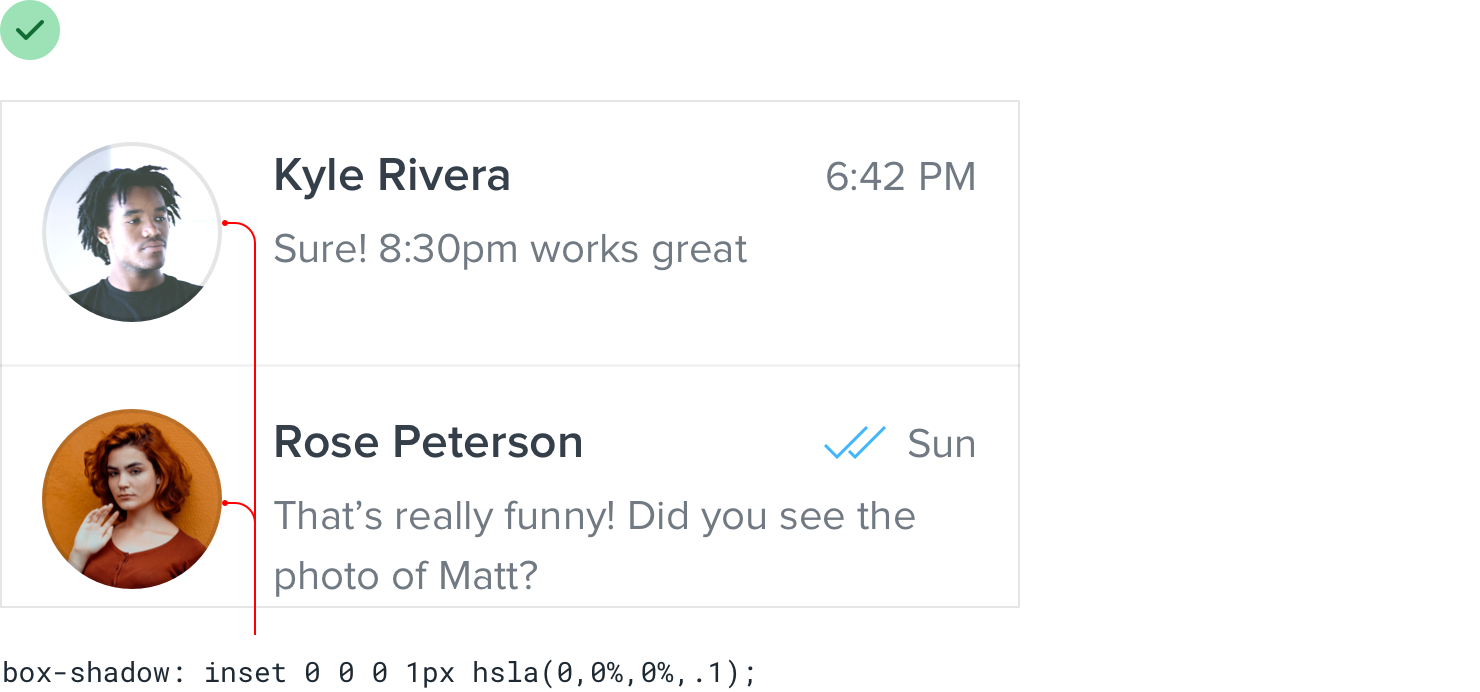 Kyle Rivera 6:42 PM
Sure! 8:30pm works great
Rose Peterson Sun
That’s really funny! Did you see the
photo of Matt?
box-shadow: inset 0 0 0 1px hsla(0,0%,0%,.1);